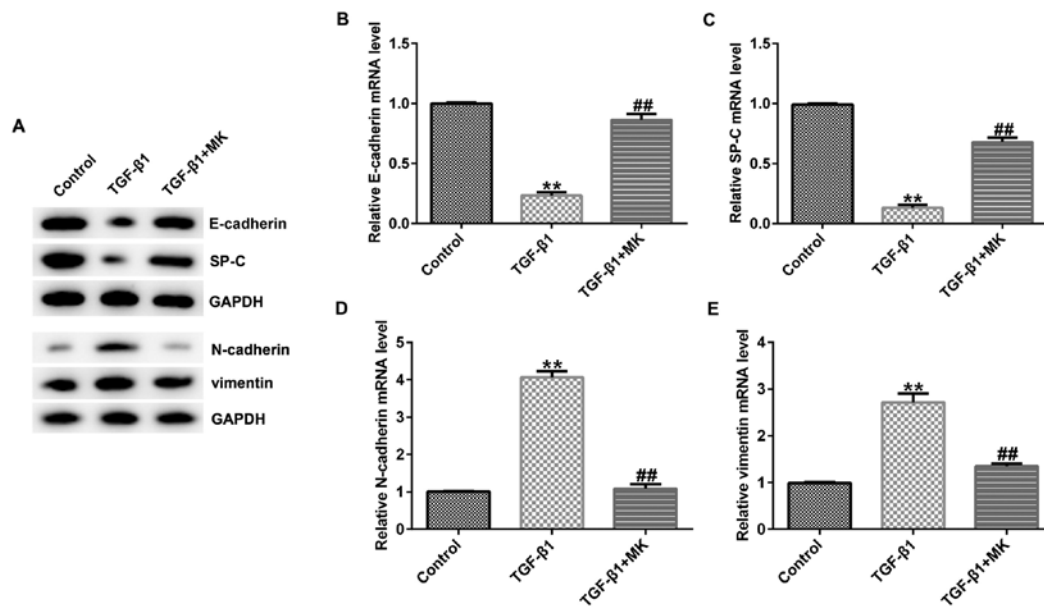 A
Control
TGF-β1
TGF-β1+MK
E-cadherin
SP-C
GAPDH
N-cadherin
vimentin
GAPDH
B
Relative E-cadherin mRNA level
1.5
1.0
0.5
0.0
**
##
Control
TGF-β1
TGF-β1+MK
C
Relative SP-C mRNA level
1.5
1.0
0.5
0.0
**
##
Control
TGF-β1
TGF-β1+MK
D
Relative N-cadherin mRNA level
5
4
3
2
1
0
**
##
Control
TGF-β1
TGF-β1+MK
E
Relative vimentin mRNA level
4
3
2
1
0
**
##
Control
TGF-β1
TGF-β1+MK